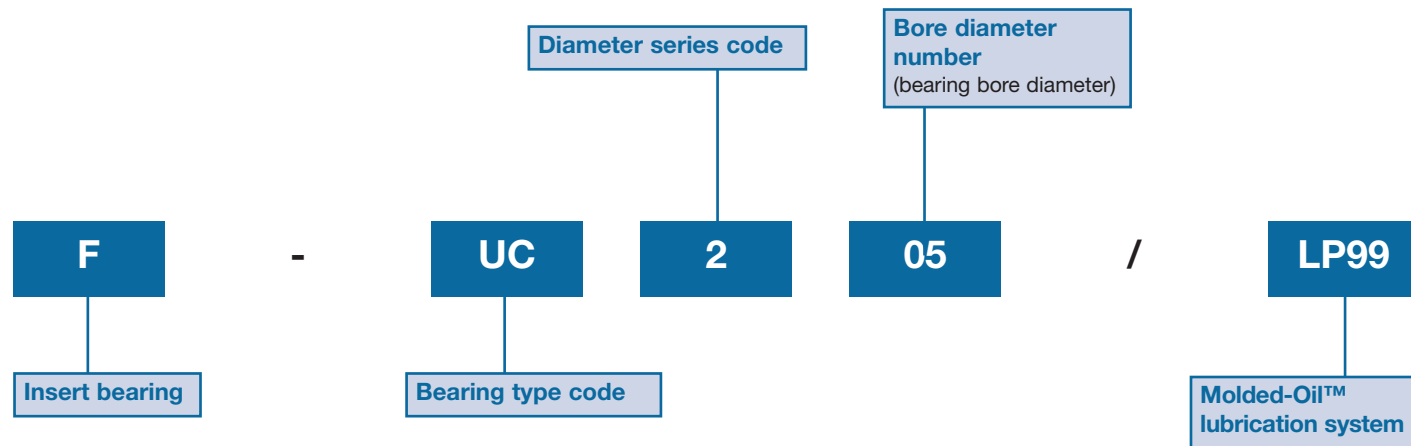 Diameter series code
Bore diameter
number
(bearing bore diameter)
F - UC 2 05 / LP99
Insert bearing
Bearing type code
Molded-Oil™
lubrication system